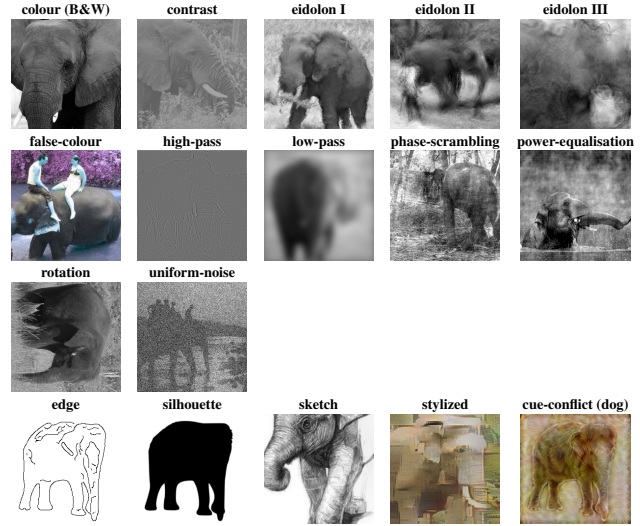 colour (B&W) contrast eidolon I eidolon II eidolon III
false-colour high-pass low-pass phase-scrambling power-equalisation
rotation uniform-noise
edge silhouette sketch stylized cue-conflict (dog)